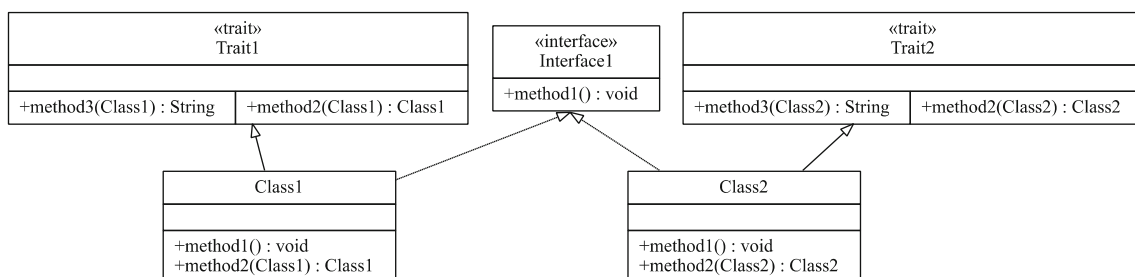 «trait»
Trait1
+method3(Class1) : String
+method2(Class1) : Class1
«interface»
Interface1
+method1() : void
«trait»
Trait2
+method3(Class2) : String
+method2(Class2) : Class2
Class1
+method1() : void
+method2(Class1) : Class1
Class2
+method1() : void
+method2(Class2) : Class2